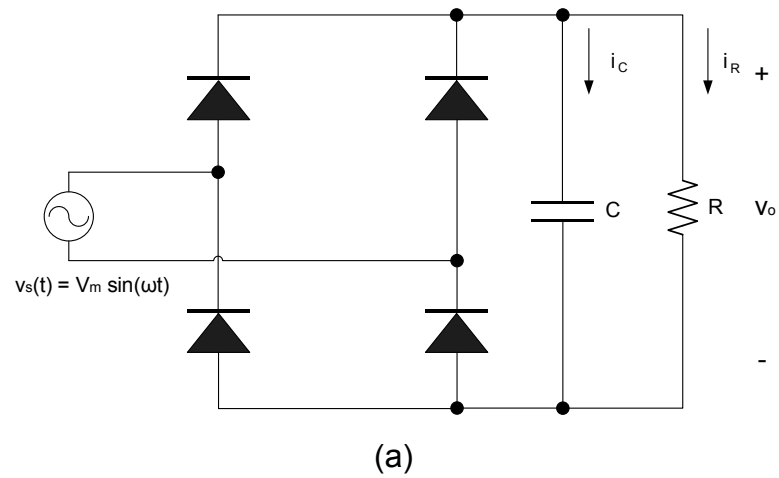 i_C
i_R
+
C
R
v_o
v_s(t) = V_m sin(ωt)
-
(a)